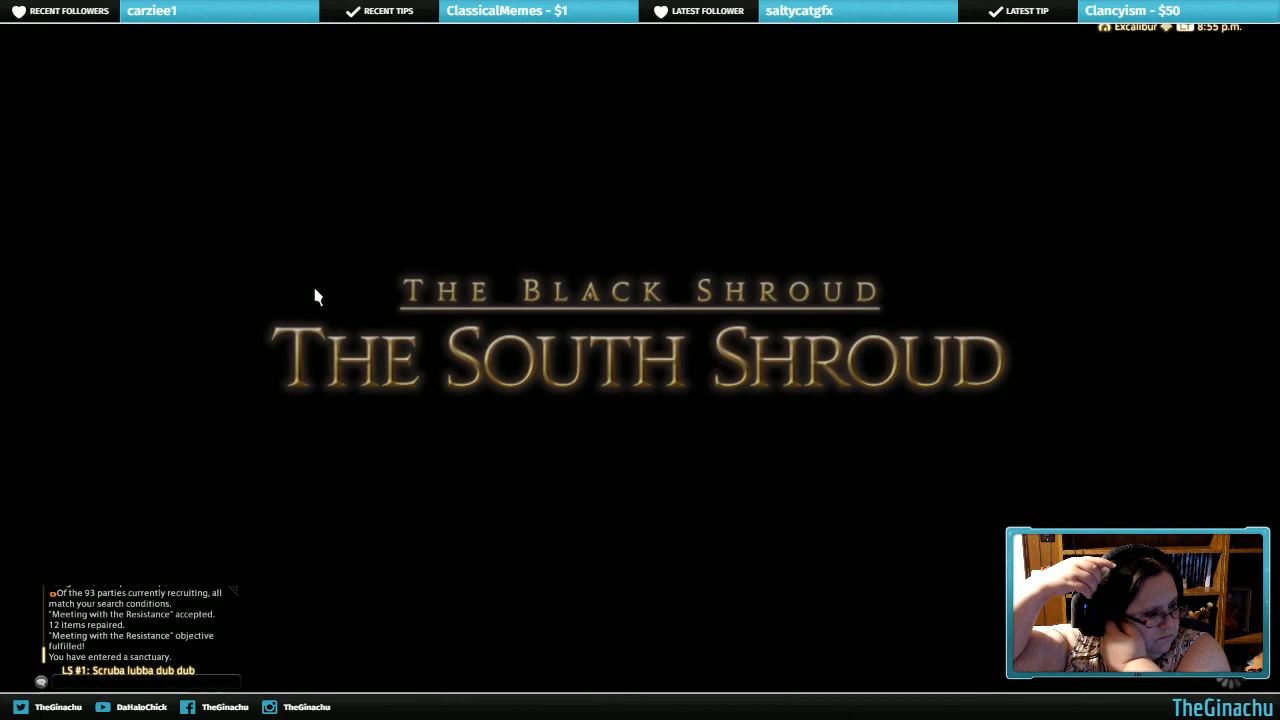 RECENT FOLLOWERS carziee1 RECENT TIPS ClassicalMemes - $1 LATEST FOLLOWER saltycatgfx LATEST TIP Clancyism - $50
Excalibur LT 8:55 p.m.
THE BLACK SHROUD
THE SOUTH SHROUD
Of the 93 parties currently recruiting, all
match your search conditions.
"Meeting with the Resistance" accepted.
12 items repaired.
"Meeting with the Resistance" objective
fulfilled!
You have entered a sanctuary.
LS #1: Scruba lubba dub dub
TheGinachu DaHaloChick TheGinachu TheGinachu TheGinachu